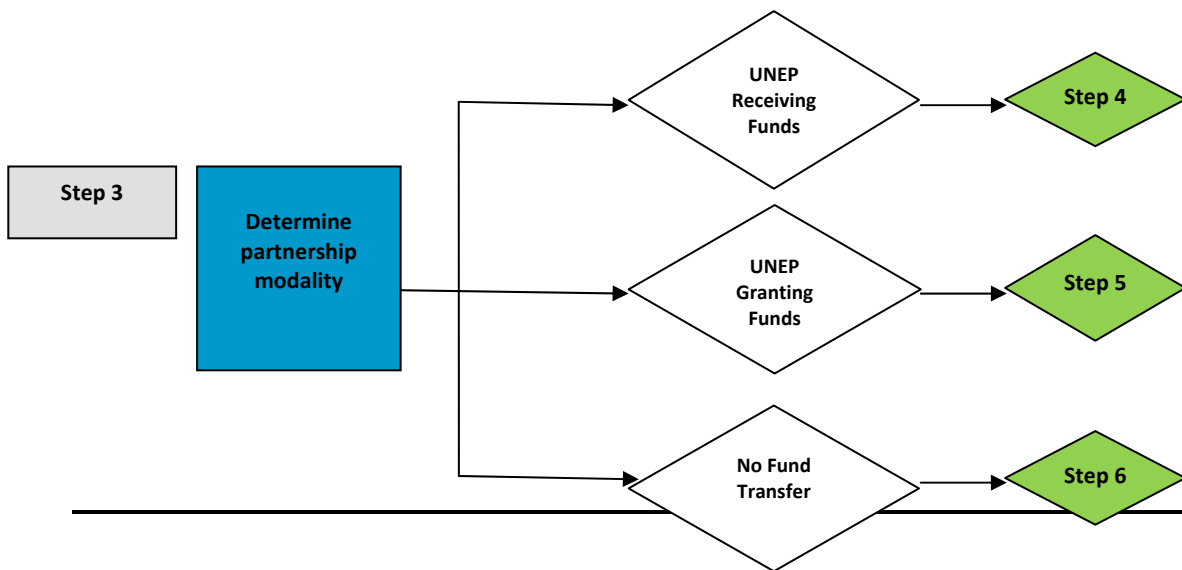 Step 3
Determine
partnership
modality
UNEP
Receiving
Funds
Step 4
UNEP
Granting
Funds
Step 5
No Fund
Transfer
Step 6